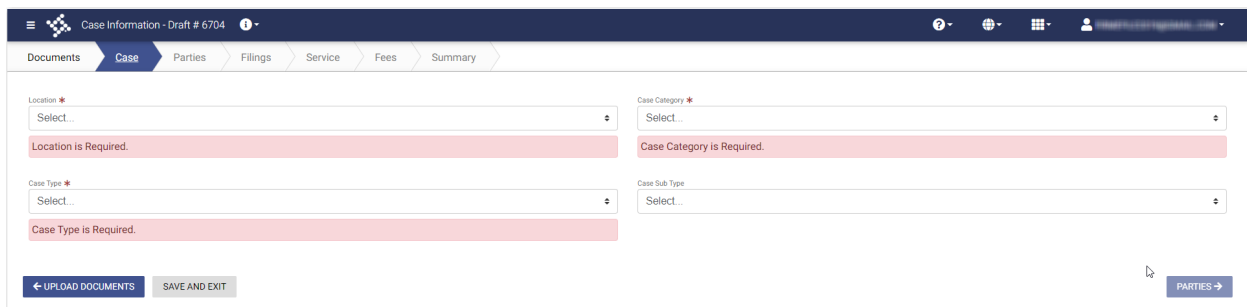 Case Information - Draft # 6704
Documents Case Parties Filings Service Fees Summary
Location * Case Category *
Select... Select...
Location is Required. Case Category is Required.
Case Type * Case Sub Type
Select... Select...
Case Type is Required.
← UPLOAD DOCUMENTS SAVE AND EXIT PARTIES →